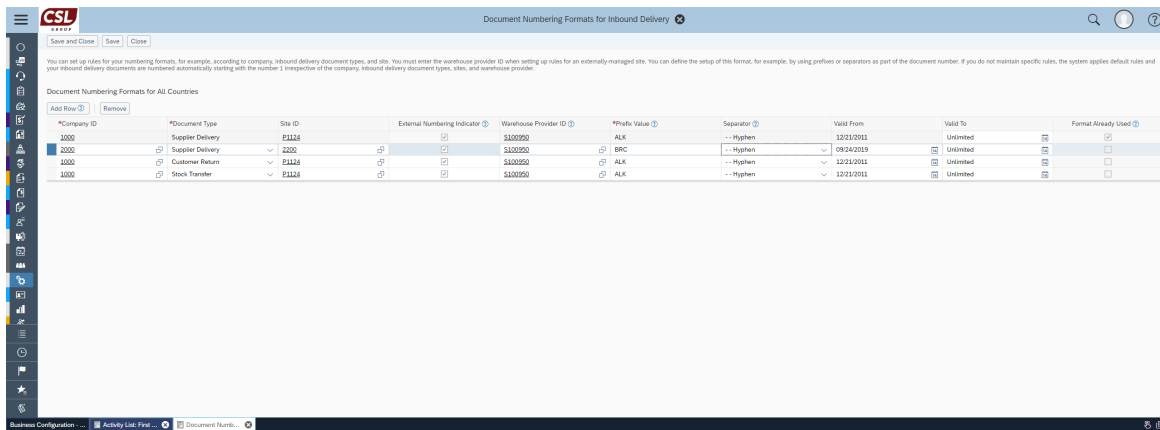 CSL
GROUP
Document Numbering Formats for Inbound Delivery
Save and Close Save Close
You can set up rules for your numbering formats, for example, according to company, inbound delivery document types, and site. You must enter the warehouse provider ID when setting up rules for an externally-managed site. You can define the setup of this format, for example, by using prefixes or separators as part of the document number. If you do not maintain specific rules, the system applies default rules and
your inbound delivery documents are numbered automatically starting with the number 1 irrespective of the company, inbound delivery document types, sites, and warehouse provider.
Document Numbering Formats for All Countries
Add Row ? Remove
*Company ID *Document Type Site ID External Numbering Indicator ? Warehouse Provider ID ? *Prefix Value ? Separator ? Valid From Valid To Format Already Used ?
1000 Supplier Delivery P1124 S100950 ALK - - Hyphen 12/21/2011 Unlimited
2000 Supplier Delivery 2200 S100950 BRC - - Hyphen 09/24/2019 Unlimited
1000 Customer Return P1124 S100950 ALK - - Hyphen 12/21/2011 Unlimited
1000 Stock Transfer P1124 S100950 ALK - - Hyphen 12/21/2011 Unlimited
Business Configuration - ... Activity List: First ... Document Numb...